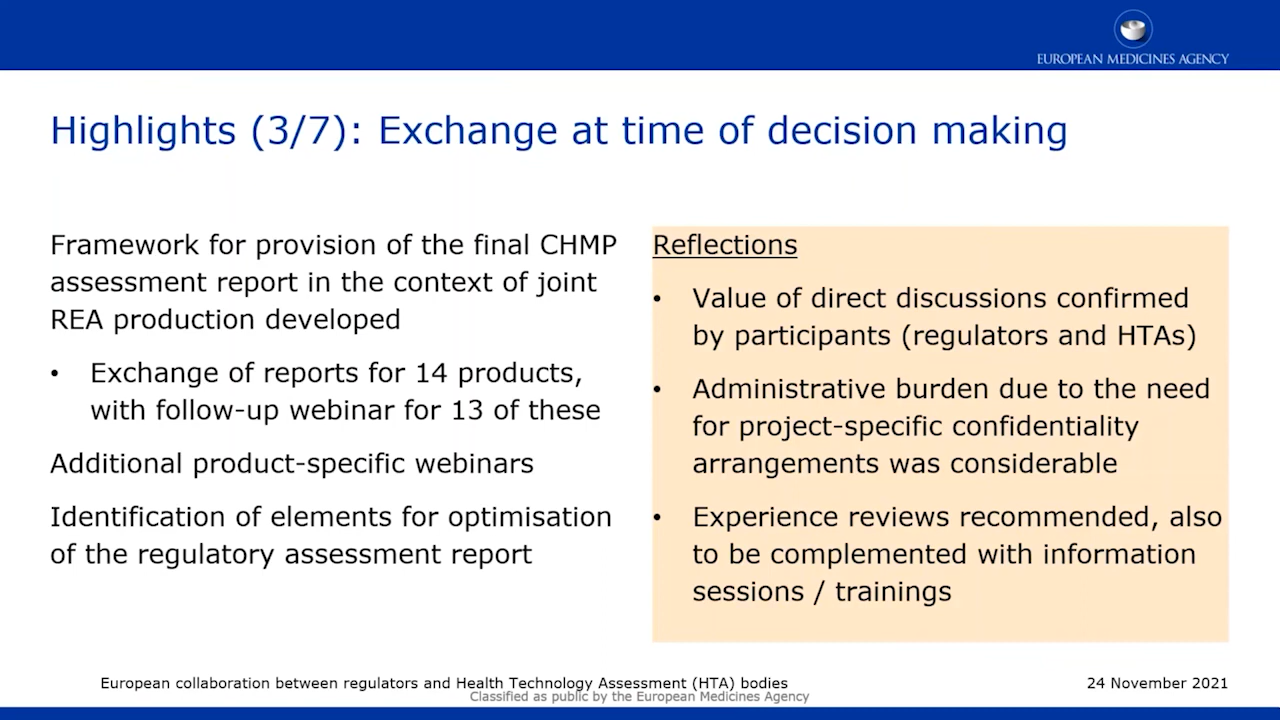 EUROPEAN MEDICINES AGENCY
Highlights (3/7): Exchange at time of decision making
Framework for provision of the final CHMP
assessment report in the context of joint
REA production developed
• Exchange of reports for 14 products,
with follow-up webinar for 13 of these
Additional product-specific webinars
Identification of elements for optimisation
of the regulatory assessment report
Reflections
• Value of direct discussions confirmed
by participants (regulators and HTAs)
• Administrative burden due to the need
for project-specific confidentiality
arrangements was considerable
• Experience reviews recommended, also
to be complemented with information
sessions / trainings
European collaboration between regulators and Health Technology Assessment (HTA) bodies
24 November 2021
Classified as public by the European Medicines Agency